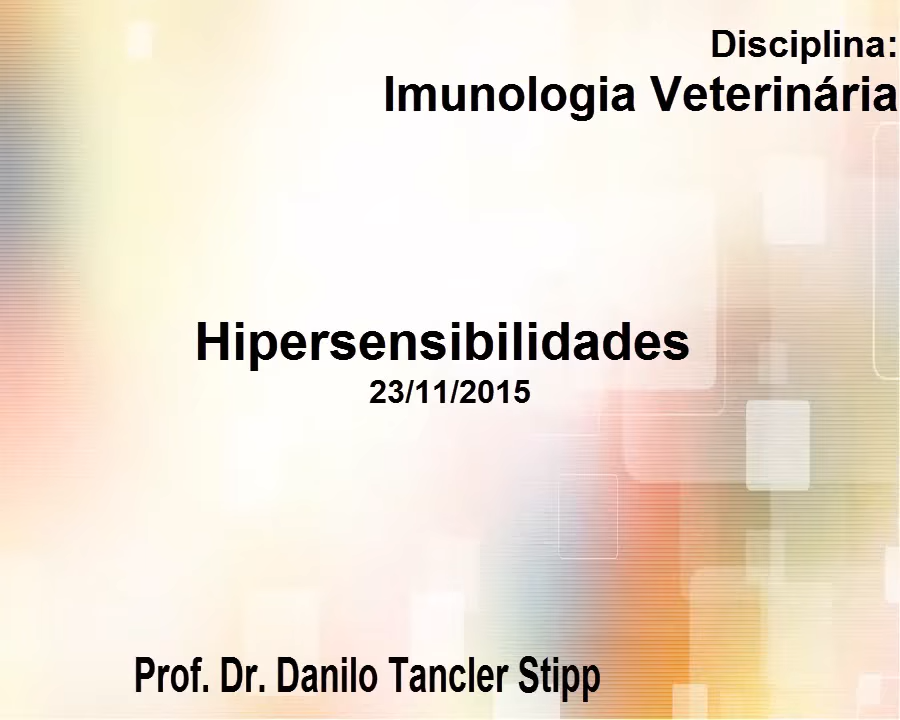 Disciplina:
Imunologia Veterinária
Hipersensibilidades
23/11/2015
Prof. Dr. Danilo Tancler Stipp